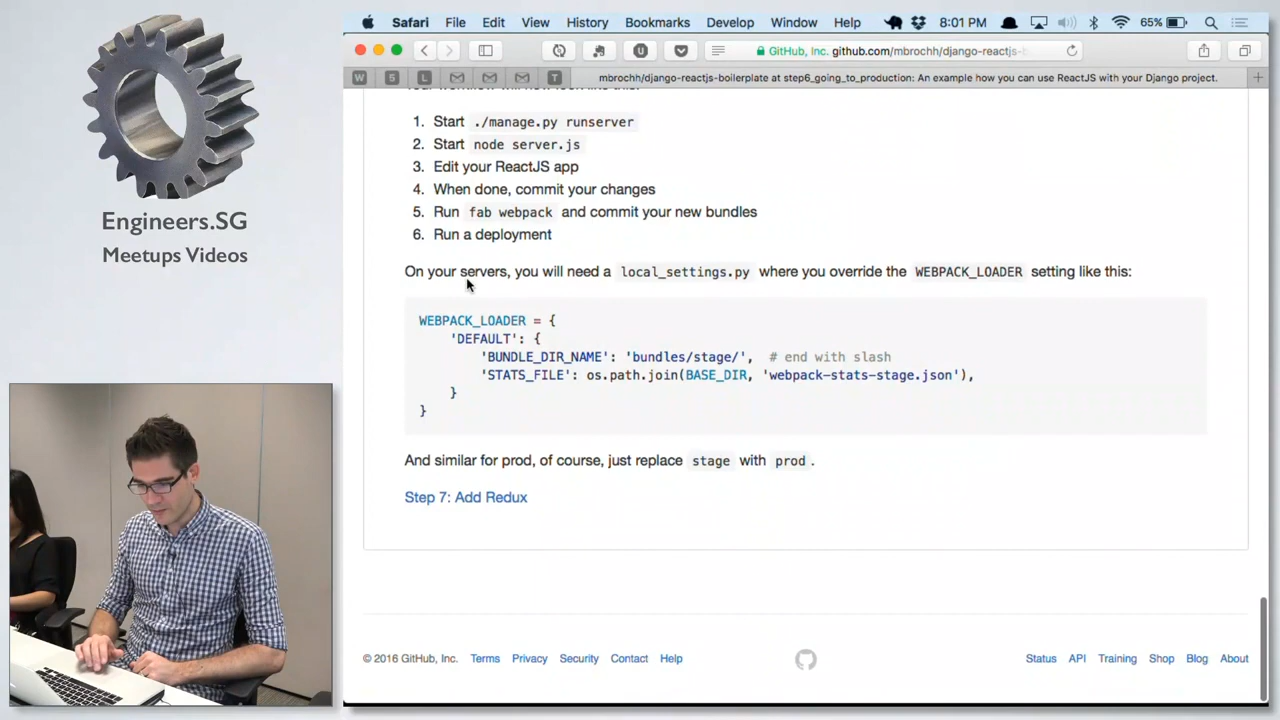 Safari File Edit View History Bookmarks Develop Window Help 8:01 PM 65%
GitHub, Inc. github.com/mbrochh/django-reactjs-b
W 5 L T mbrochh/django-reactjs-boilerplate at step6_going_to_production: An example how you can use ReactJS with your Django project.
Engineers.SG
Meetups Videos
1. Start ./manage.py runserver
2. Start node server.js
3. Edit your ReactJS app
4. When done, commit your changes
5. Run fab webpack and commit your new bundles
6. Run a deployment
On your servers, you will need a local_settings.py where you override the WEBPACK_LOADER setting like this:
WEBPACK_LOADER = {
'DEFAULT': {
'BUNDLE_DIR_NAME': 'bundles/stage/', # end with slash
'STATS_FILE': os.path.join(BASE_DIR, 'webpack-stats-stage.json'),
}
}
And similar for prod, of course, just replace stage with prod .
Step 7: Add Redux
© 2016 GitHub, Inc. Terms Privacy Security Contact Help
Status API Training Shop Blog About